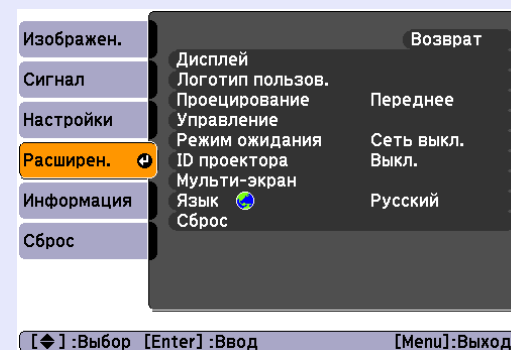 Изображен.
Сигнал
Настройки
Расширен.
Информация
Сброс
Возврат
Дисплей
Логотип пользов.
Проецирование Переднее
Управление
Режим ожидания Сеть выкл.
ID проектора Выкл.
Мульти-экран
Язык Русский
Сброс
[◆] :Выбор [Enter] :Ввод [Menu]:Выход